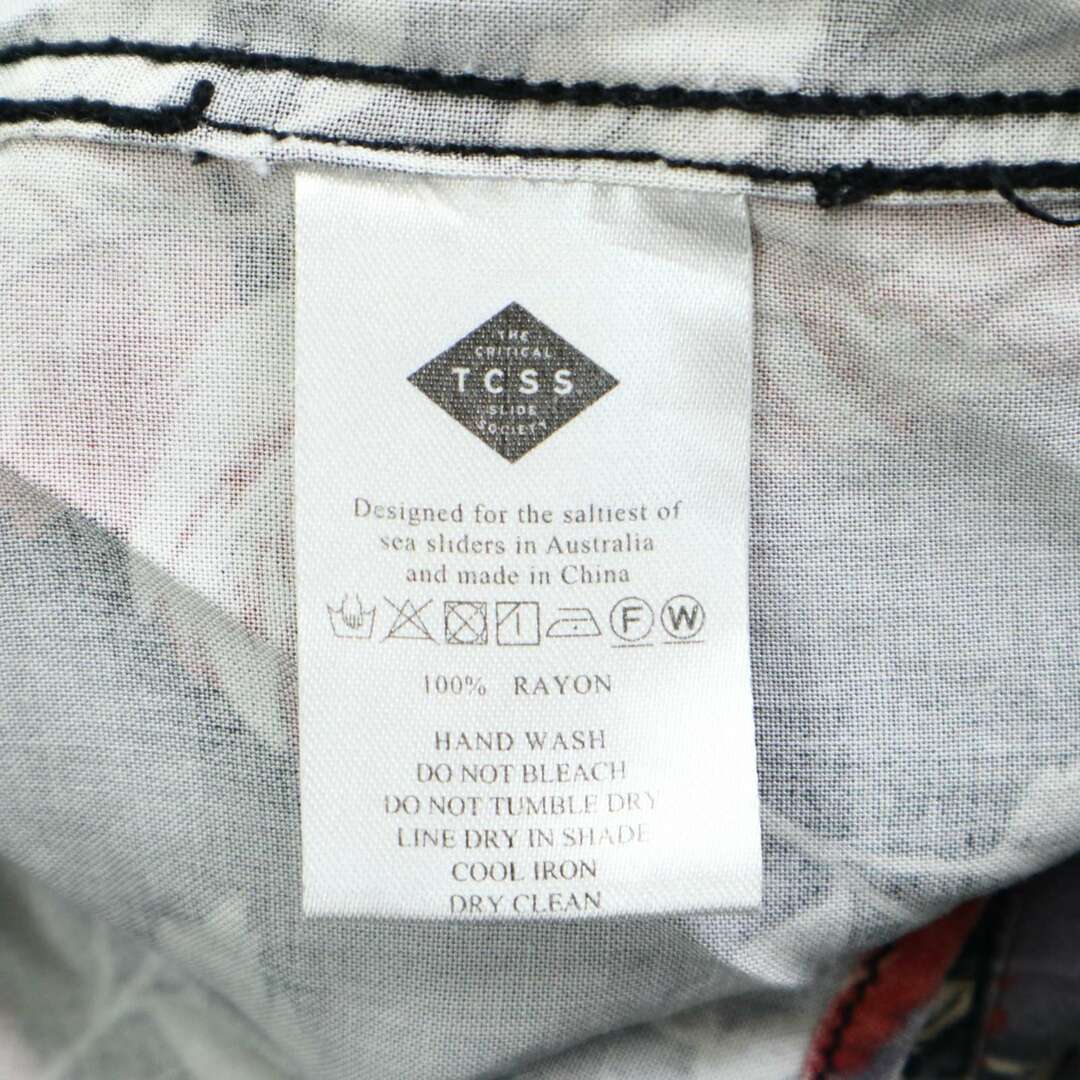 THE
CRITICAL
TCSS
SLIDE
SOCIETY
Designed for the saltiest of
sea sliders in Australia
and made in China
F W
100% RAYON
HAND WASH
DO NOT BLEACH
DO NOT TUMBLE DRY
LINE DRY IN SHADE
COOL IRON
DRY CLEAN